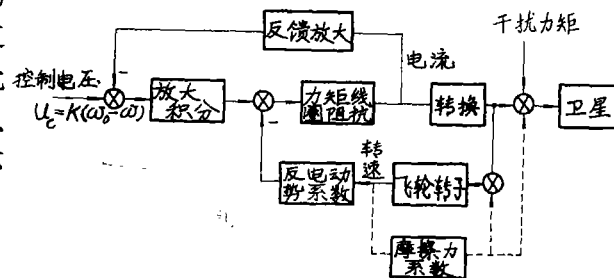 反馈放大
干扰力矩
电流
控制电压
放大
积分
力矩线
圈阻抗
转换
卫星
U_c=K(ω₀-ω)
转
速
反电动
势系数
飞轮转子
摩擦力
系数